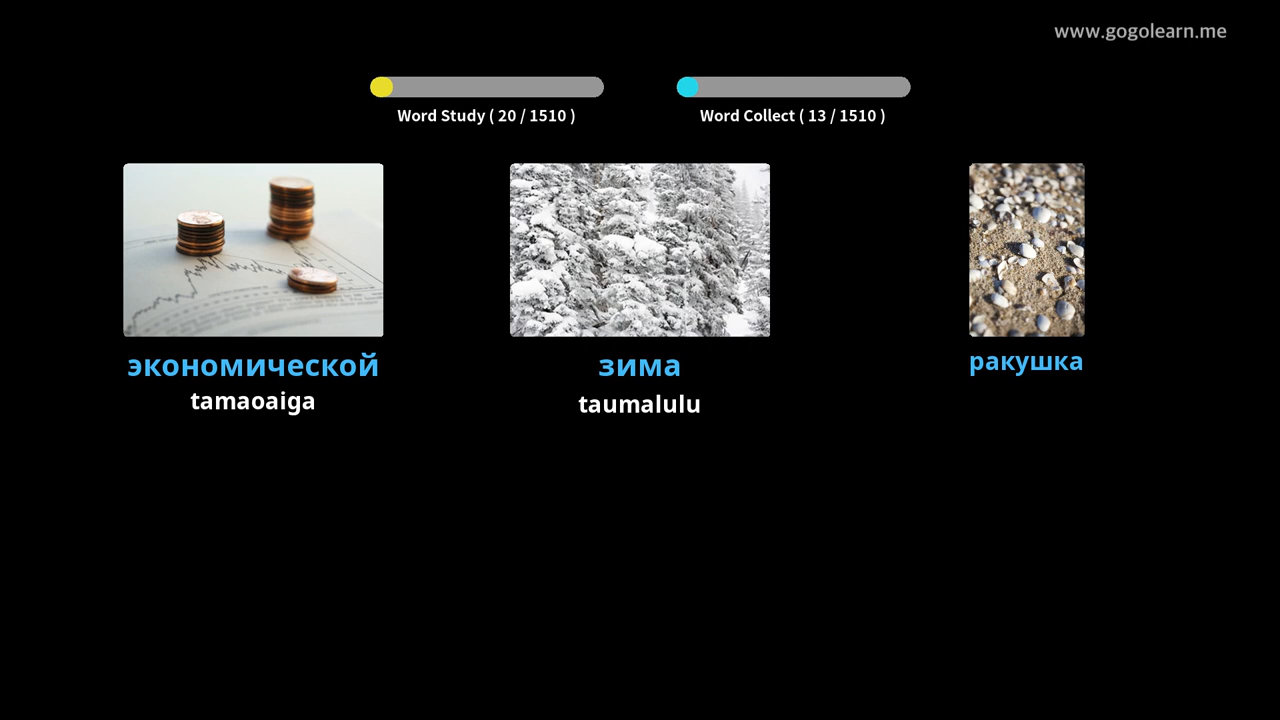 www.gogolearn.me
Word Study ( 20 / 1510 )
Word Collect ( 13 / 1510 )
экономической
tamaoaiga
зима
taumalulu
ракушка